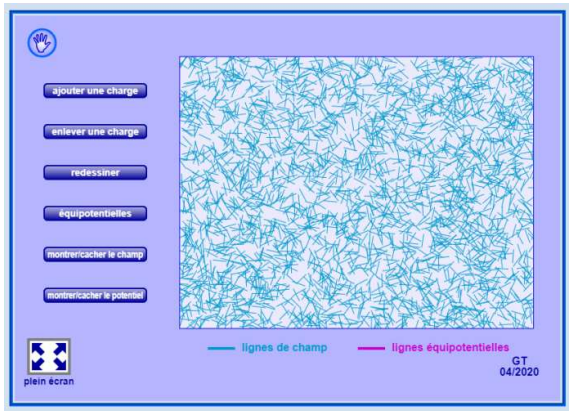 ajouter une charge
enlever une charge
redessiner
équipotentielles
montrer/cacher le champ
montrer/cacher le potentiel
lignes de champ
lignes équipotentielles
GT
04/2020
plein écran